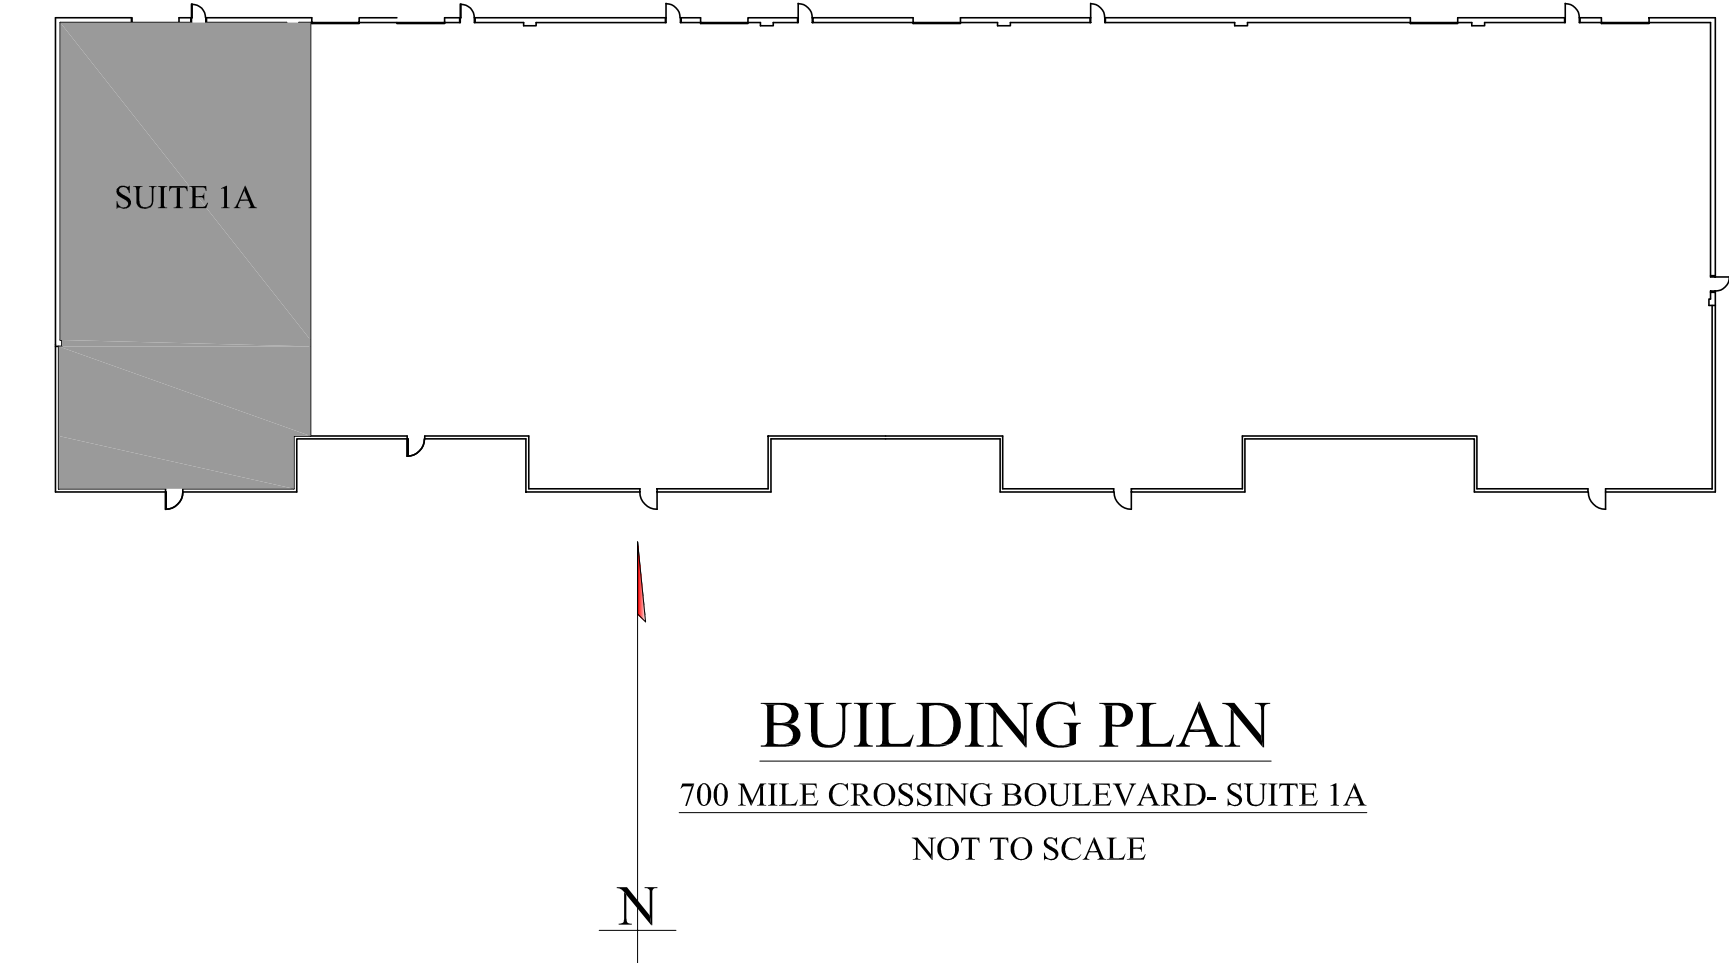 SUITE 1A
BUILDING PLAN
700 MILE CROSSING BOULEVARD- SUITE 1A
NOT TO SCALE
N